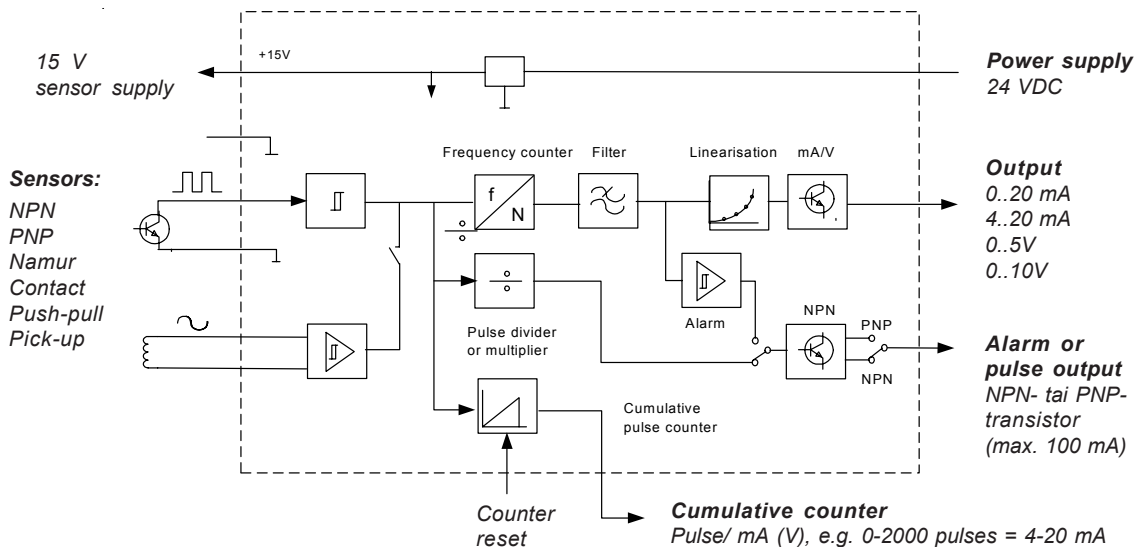 15 V
sensor supply
+15V
Power supply
24 VDC
Sensors:
NPN
PNP
Namur
Contact
Push-pull
Pick-up
Frequency counter
Filter
Linearisation
mA/V
f
N
Output
0..20 mA
4..20 mA
0..5V
0..10V
Pulse divider
or multiplier
Alarm
NPN
PNP
NPN
Alarm or
pulse output
NPN- tai PNP-
transistor
(max. 100 mA)
Cumulative
pulse counter
Counter
reset
Cumulative counter
Pulse/ mA (V), e.g. 0-2000 pulses = 4-20 mA